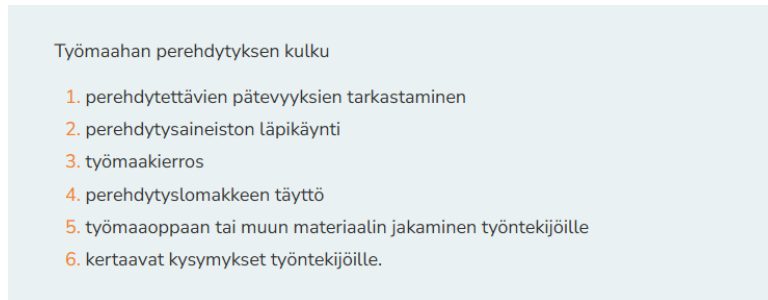 Työmaahan perehdytyksen kulku
1. perehdytettävien pätevyyksien tarkastaminen
2. perehdytysaineiston läpikäynti
3. työmaakierros
4. perehdytyslomakkeen täyttö
5. työmaaoppaan tai muun materiaalin jakaminen työntekijöille
6. kertaavat kysymykset työntekijöille.